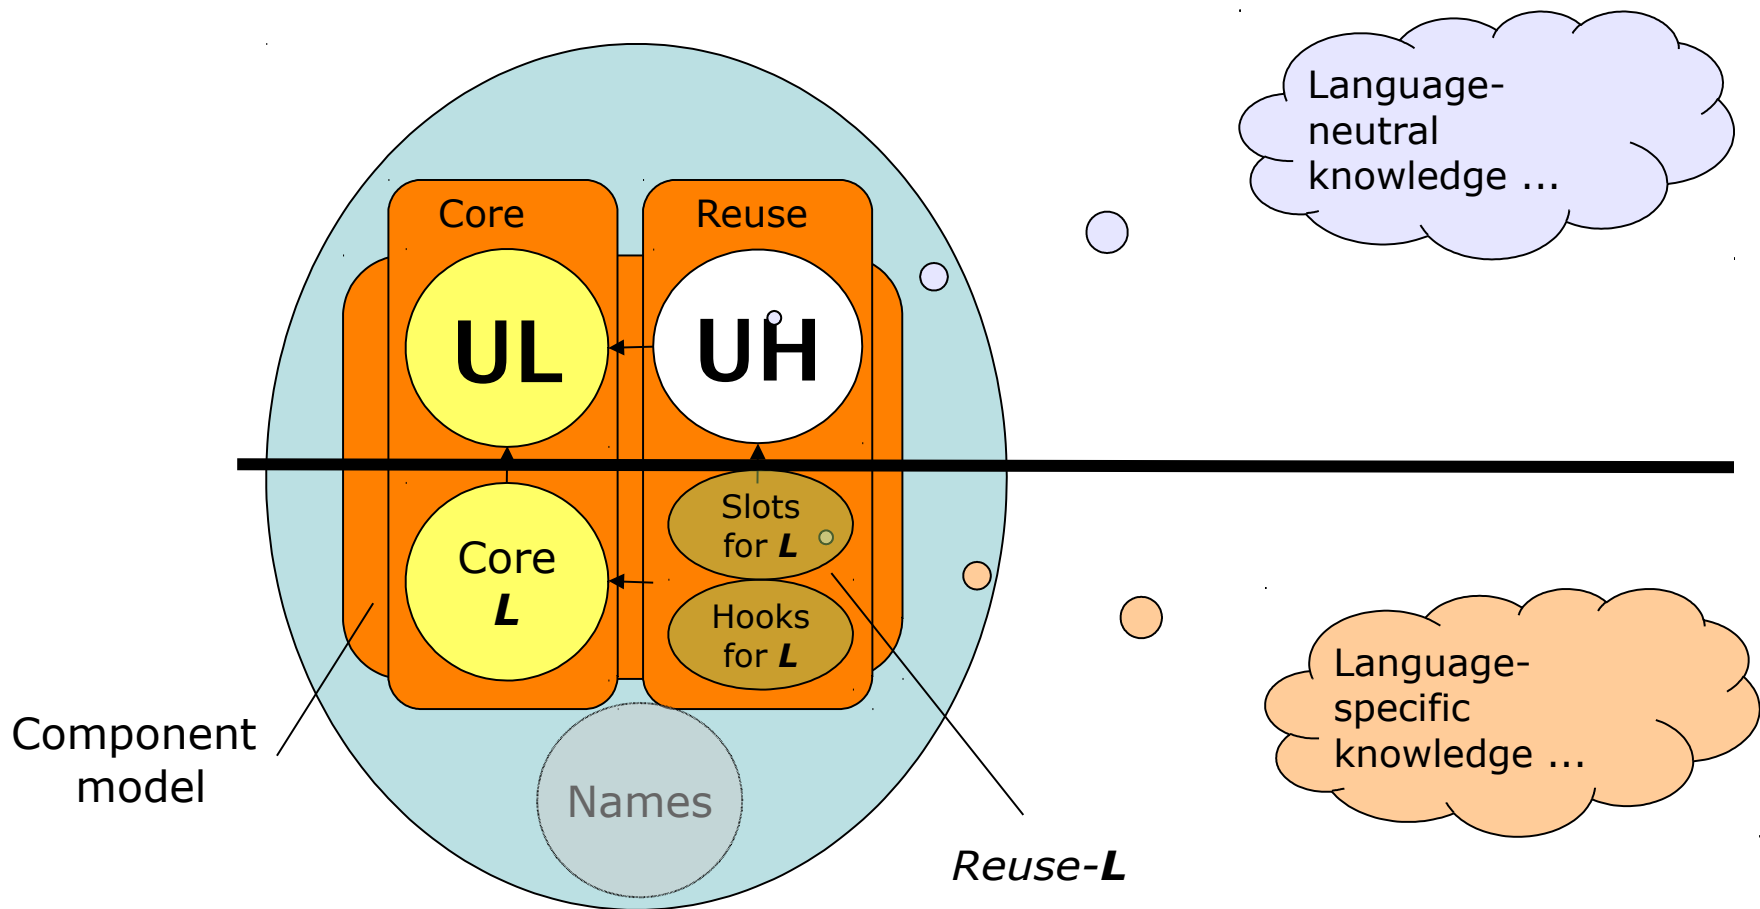 Language-
neutral
knowledge ...
Core
Reuse
UL
UH
Slots
for L
Core
L
Hooks
for L
Language-
specific
knowledge ...
Component
model
Names
Reuse-L